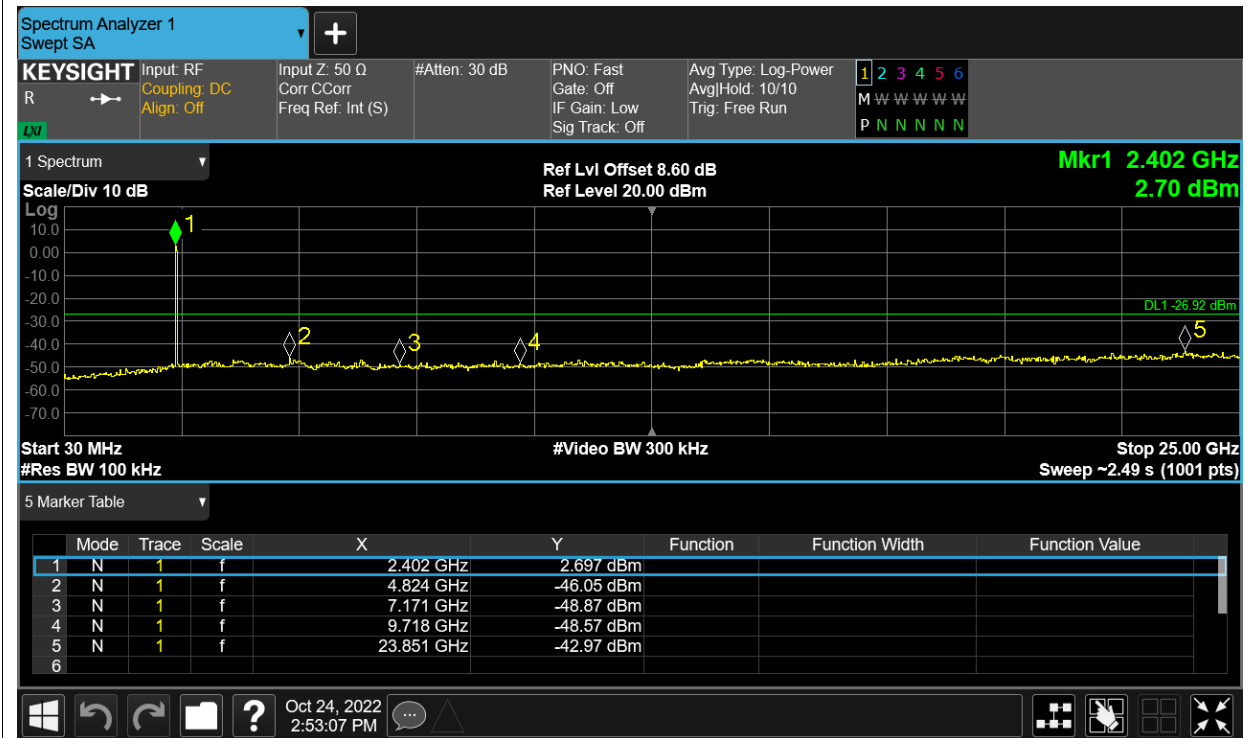 Spectrum Analyzer 1
Swept SA
KEYSIGHT Input: RF Input Z: 50 Ω #Atten: 30 dB PNO: Fast Avg Type: Log-Power 1 2 3 4 5 6
R Coupling: DC Corr CCorr Gate: Off Avg|Hold: 10/10 M W W W W W
Align: Off Freq Ref: Int (S) IF Gain: Low Trig: Free Run
LXI Sig Track: Off P N N N N N
1 Spectrum Ref Lvl Offset 8.60 dB Mkr1 2.402 GHz
Scale/Div 10 dB Ref Level 20.00 dBm 2.70 dBm
Log
10.0
0.00
-10.0
-20.0
-30.0
-40.0
-50.0
-60.0
-70.0
1
DL1 -26.92 dBm
2
3
4
5
Start 30 MHz #Video BW 300 kHz Stop 25.00 GHz
#Res BW 100 kHz Sweep ~2.49 s (1001 pts)
5 Marker Table
Mode Trace Scale X Y Function Function Width Function Value
1 N 1 f 2.402 GHz 2.697 dBm
2 N 1 f 4.824 GHz -46.05 dBm
3 N 1 f 7.171 GHz -48.87 dBm
4 N 1 f 9.718 GHz -48.57 dBm
5 N 1 f 23.851 GHz -42.97 dBm
6
? Oct 24, 2022
2:53:07 PM